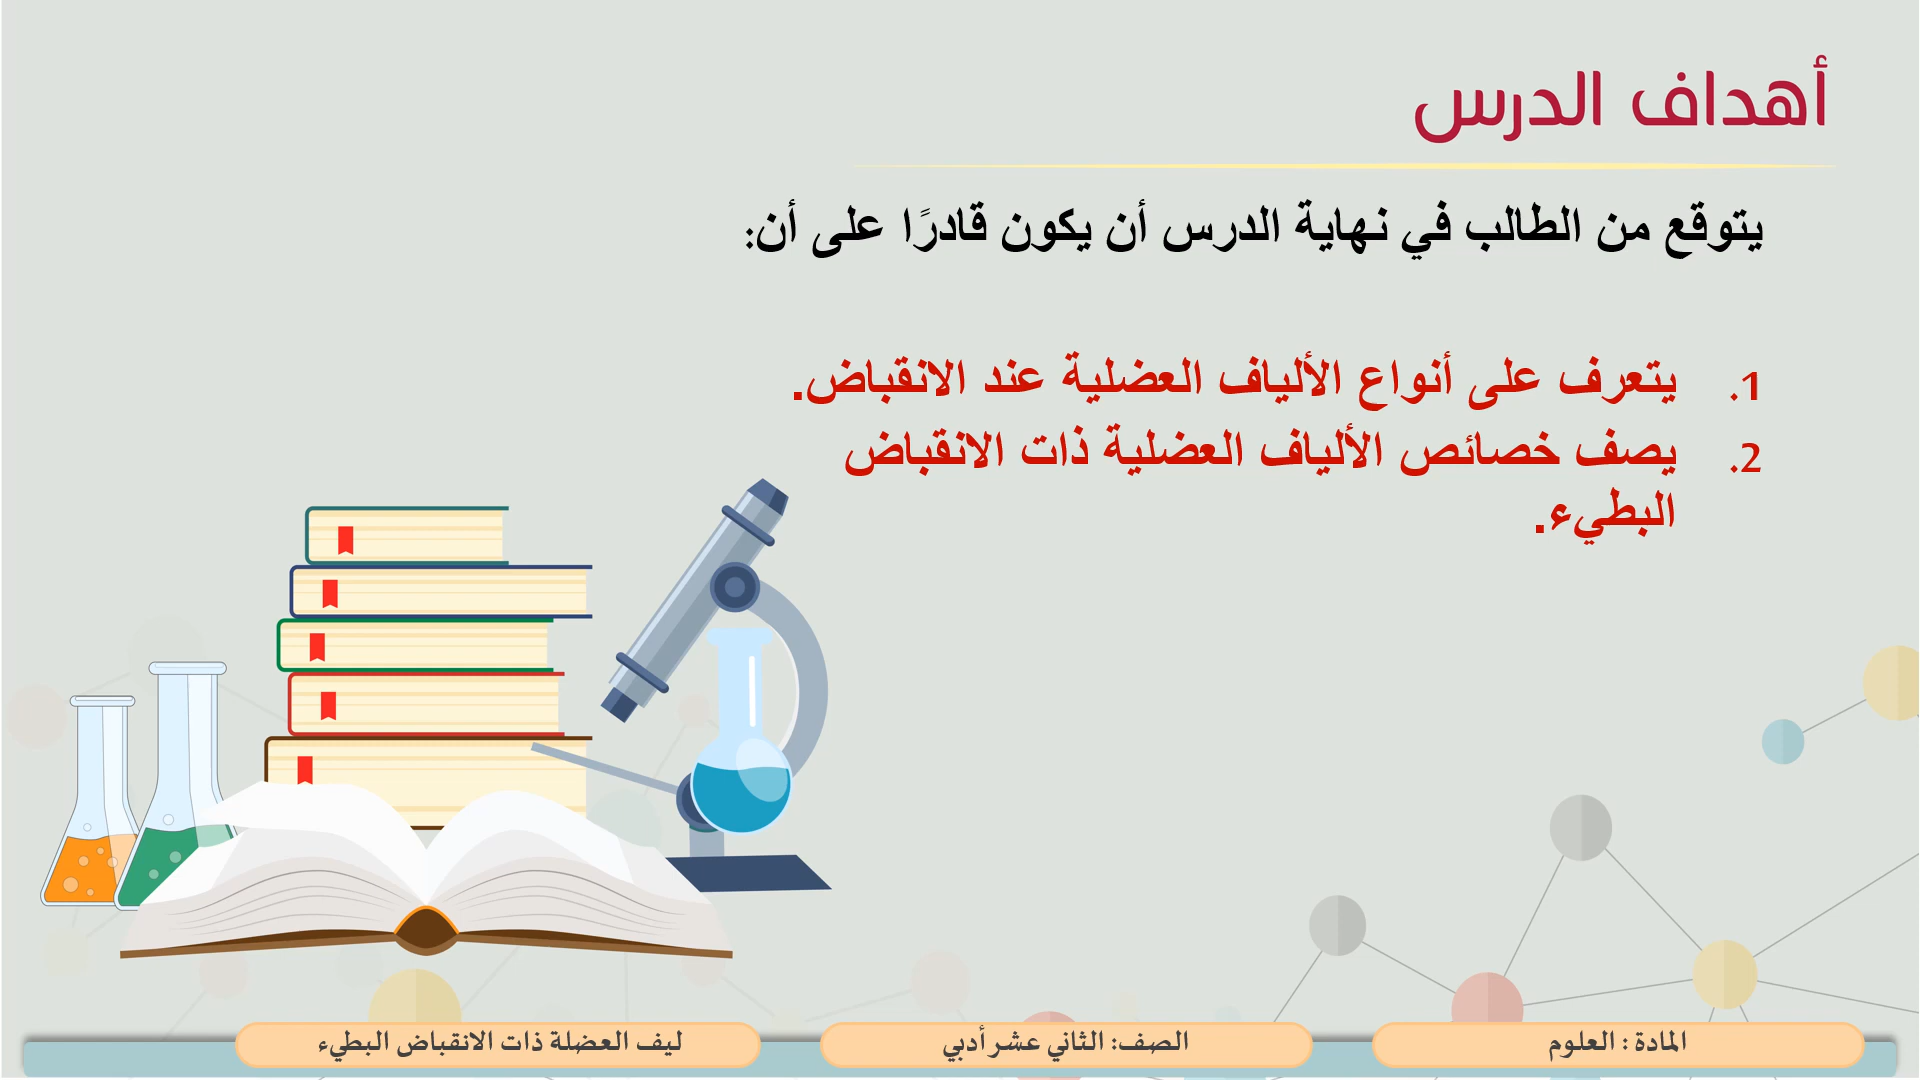 أهداف الدرس
يتوقع من الطالب في نهاية الدرس أن يكون قادرًا على أن:
1. يتعرف على أنواع الألياف العضلية عند الانقباض.
2. يصف خصائص الألياف العضلية ذات الانقباض
البطيء.
المادة : العلوم
الصف: الثاني عشر أدبي
ليف العضلة ذات الانقباض البطيء